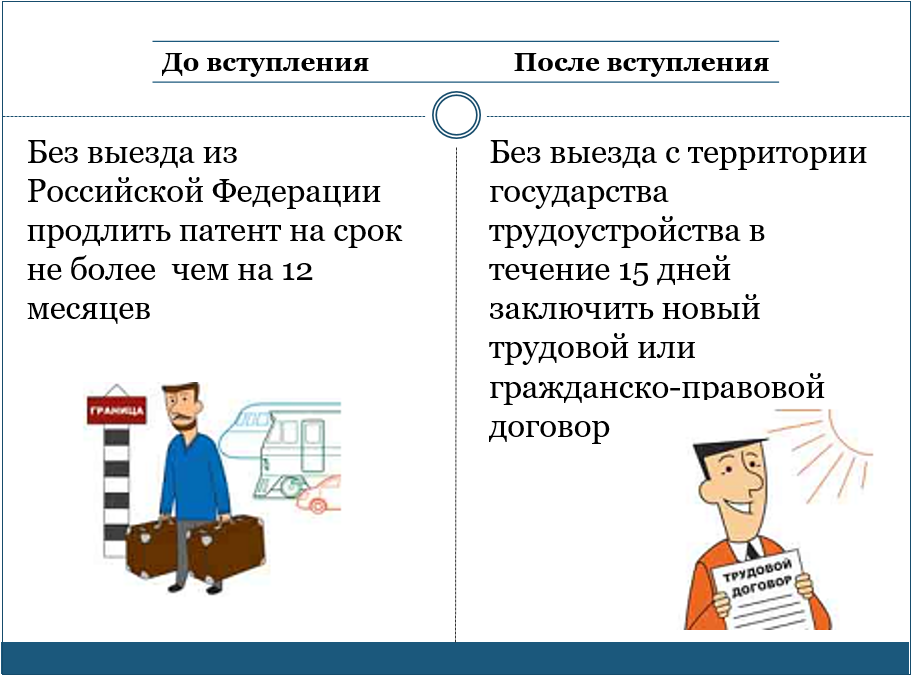 До вступления
После вступления
Без выезда из
Российской Федерации
продлить патент на срок
не более чем на 12
месяцев
Без выезда с территории
государства
трудоустройства в
течение 15 дней
заключить новый
трудовой или
гражданско-правовой
договор
ГРАНИЦА
ТРУДОВОЙ
ДОГОВОР